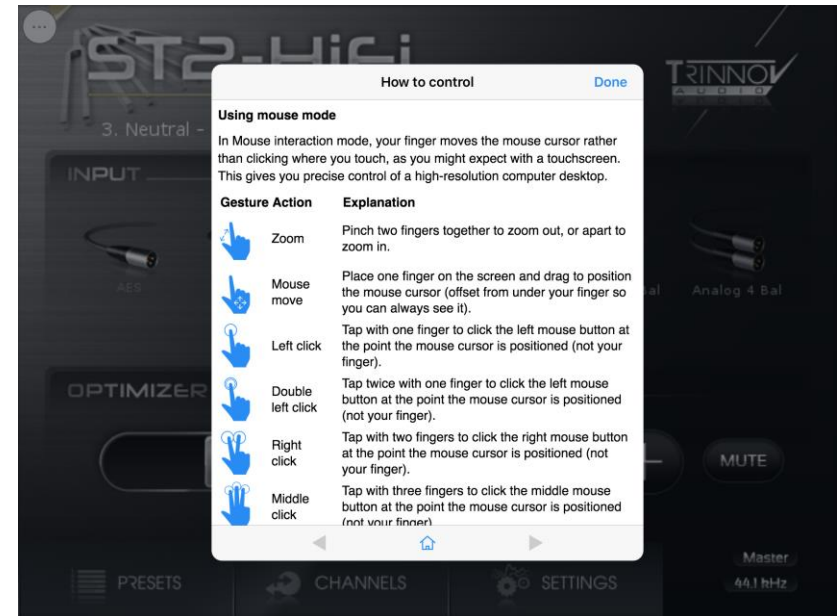 ST2-HiFi
TRINNOV
AUDIO
3. Neutral -
How to control
Done
Using mouse mode
In Mouse interaction mode, your finger moves the mouse cursor rather
than clicking where you touch, as you might expect with a touchscreen.
This gives you precise control of a high-resolution computer desktop.
Gesture Action Explanation
Zoom
Pinch two fingers together to zoom out, or apart to
zoom in.
Mouse
move
Place one finger on the screen and drag to position
the mouse cursor (offset from under your finger so
you can always see it).
Left click
Tap with one finger to click the left mouse button at
the point the mouse cursor is positioned (not your
finger).
Double
left click
Tap twice with one finger to click the left mouse
button at the point the mouse cursor is positioned
(not your finger).
Right
click
Tap with two fingers to click the right mouse button
at the point the mouse cursor is positioned (not
your finger).
Middle
click
Tap with three fingers to click the middle mouse
button at the point the mouse cursor is positioned
(not your finger)
INPUT
AES
al
Analog 4 Bal
OPTIMIZER
MUTE
PRESETS
CHANNELS
SETTINGS
Master
44.1 kHz